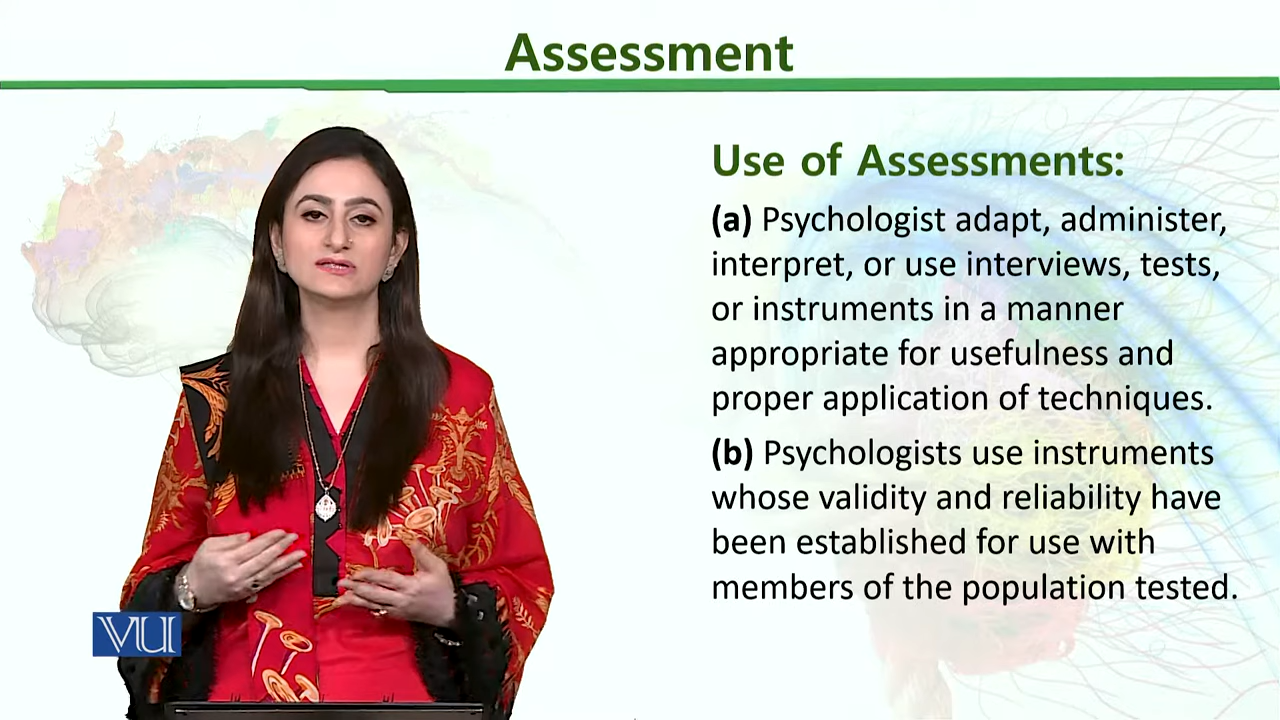 Assessment
Use of Assessments:
(a) Psychologist adapt, administer,
interpret, or use interviews, tests,
or instruments in a manner
appropriate for usefulness and
proper application of techniques.
(b) Psychologists use instruments
whose validity and reliability have
been established for use with
members of the population tested.
VU